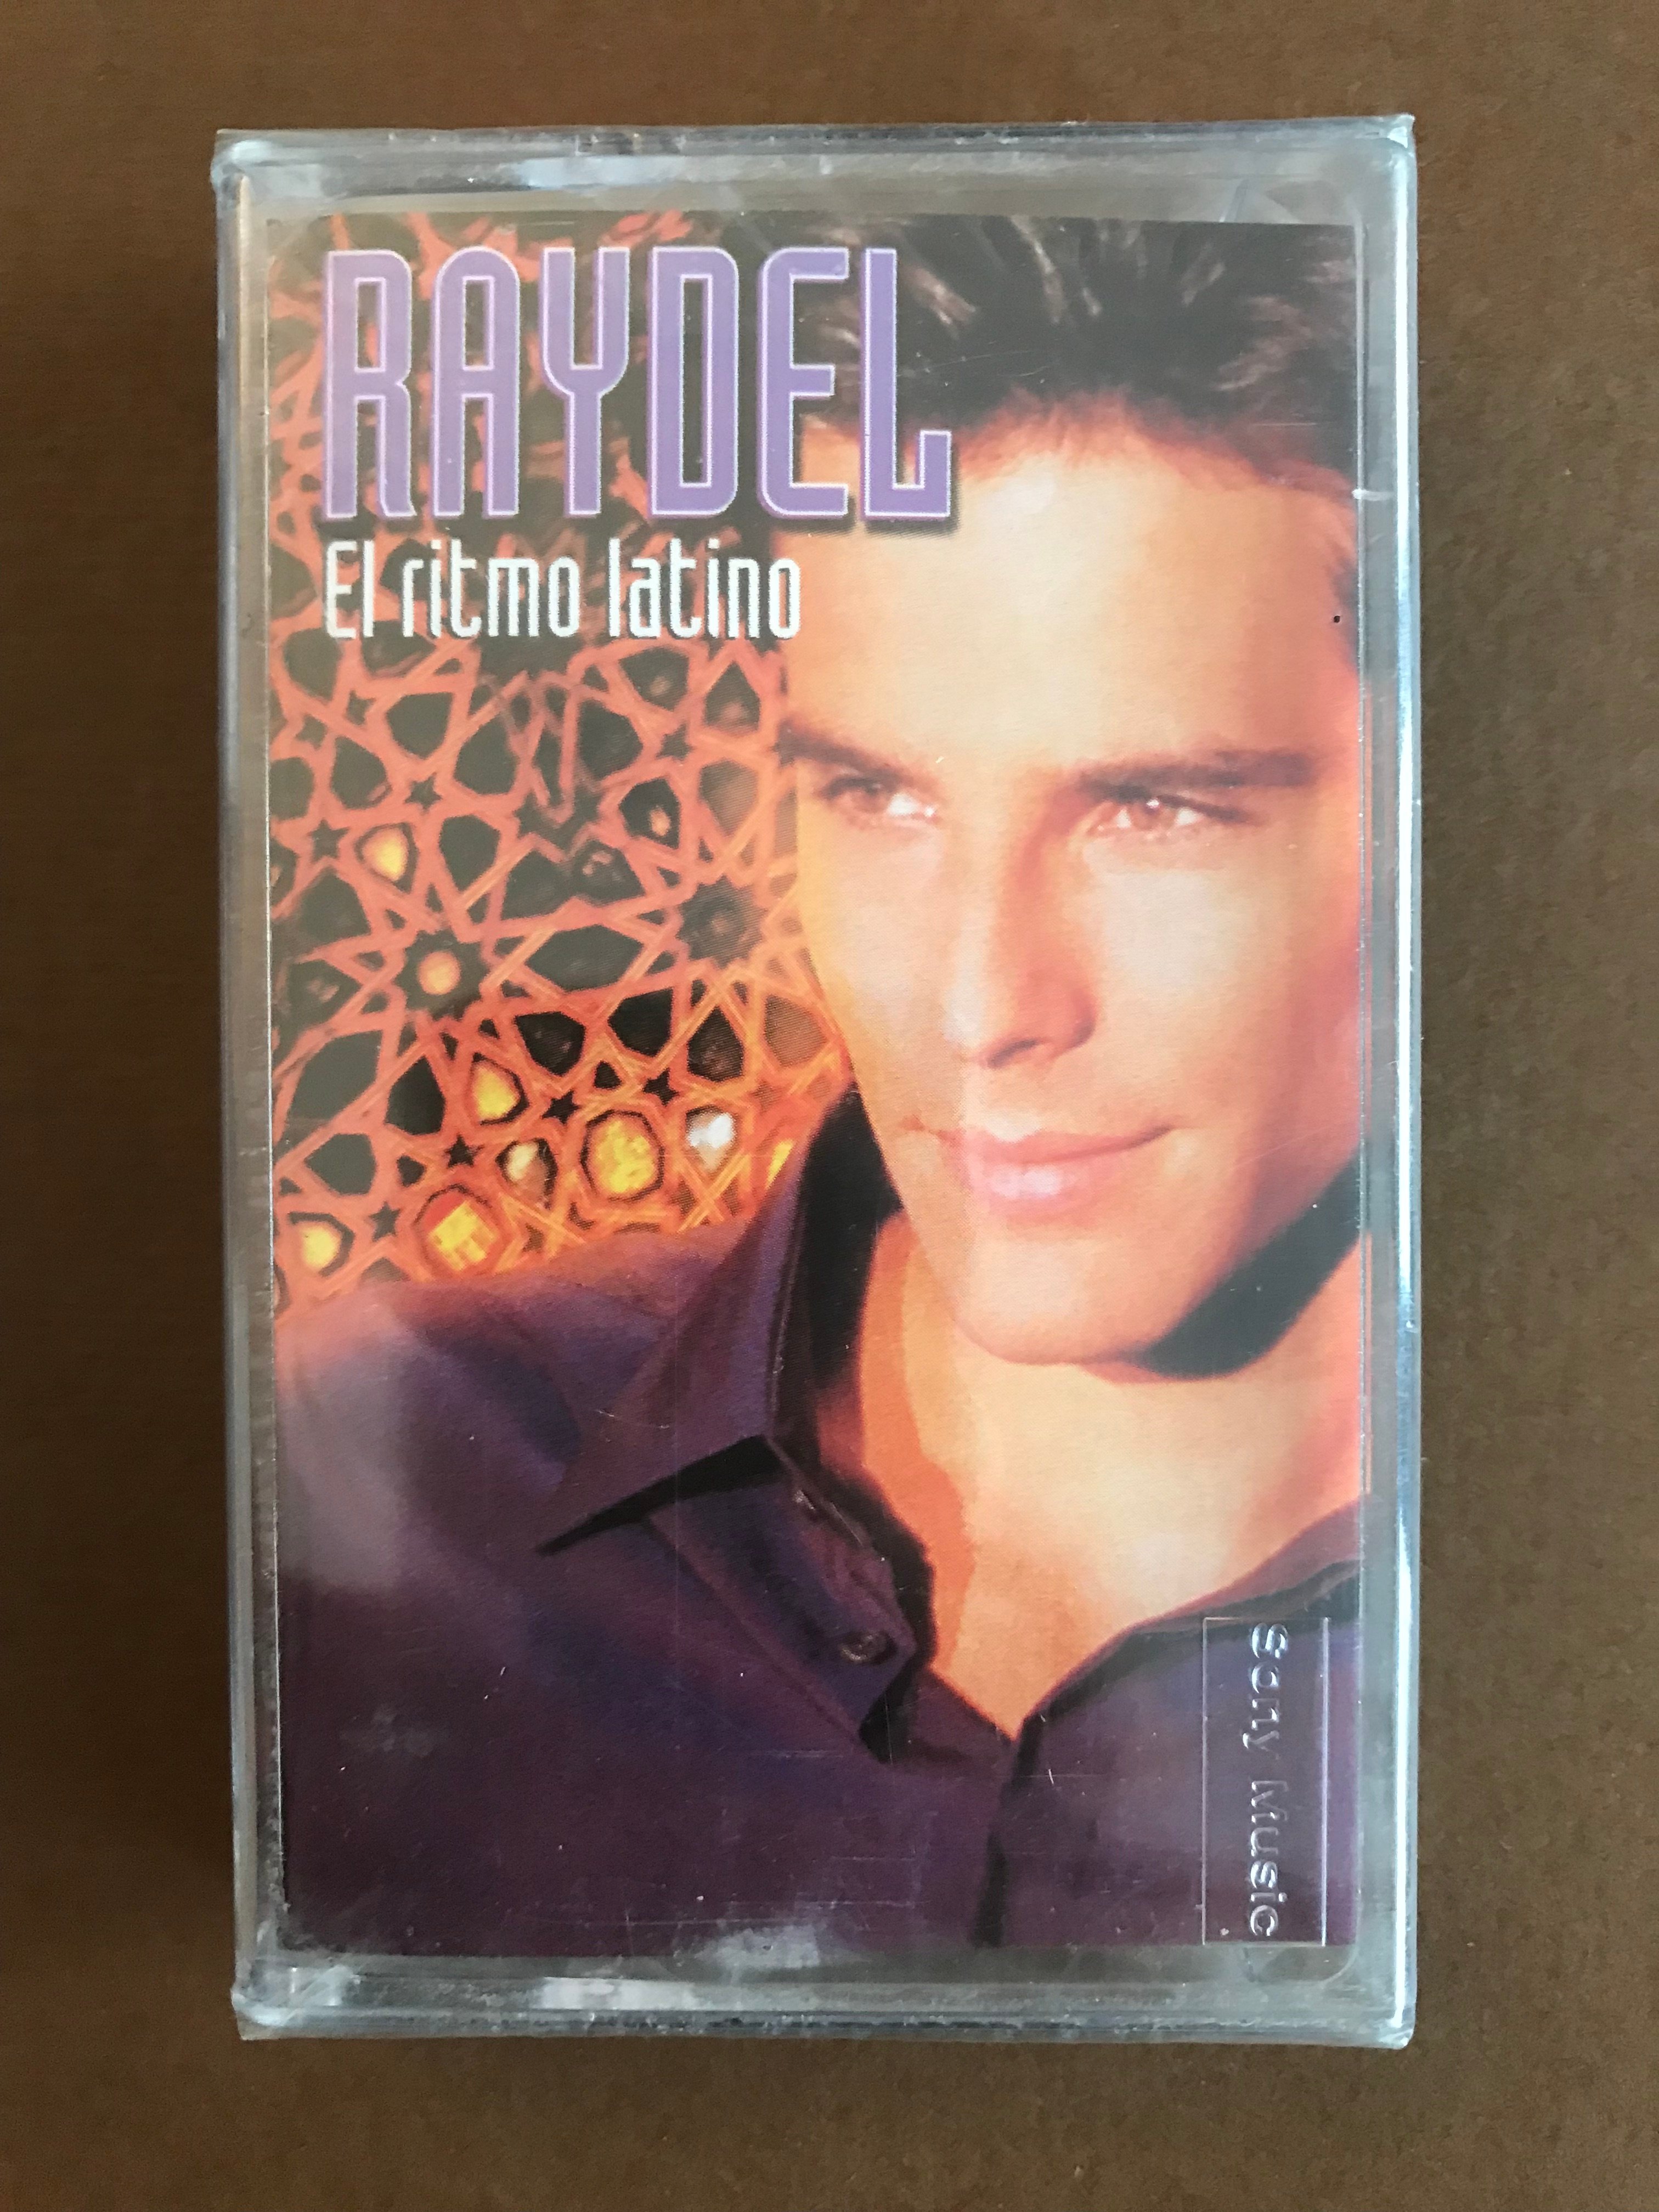 RAYDEL
El ritmo latino
Sony Music